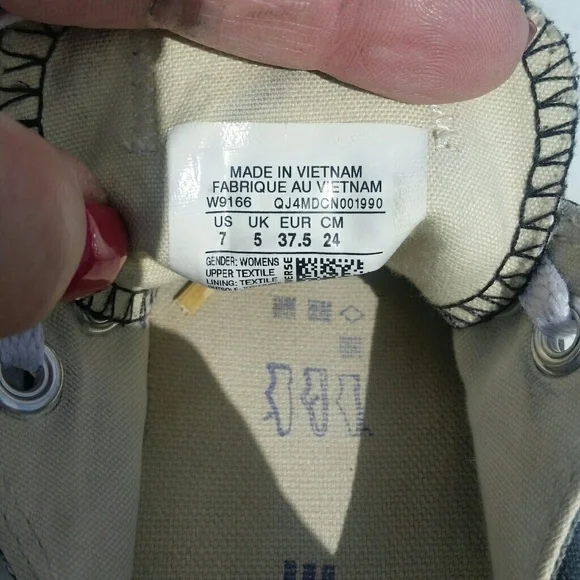 MADE IN VIETNAM
FABRIQUE AU VIETNAM
W9166 QJ4MDCN001990
US UK EUR CM
7 5 37.5 24
GENDER: WOMENS
UPPER TEXTILE
LINING: TEXTILE